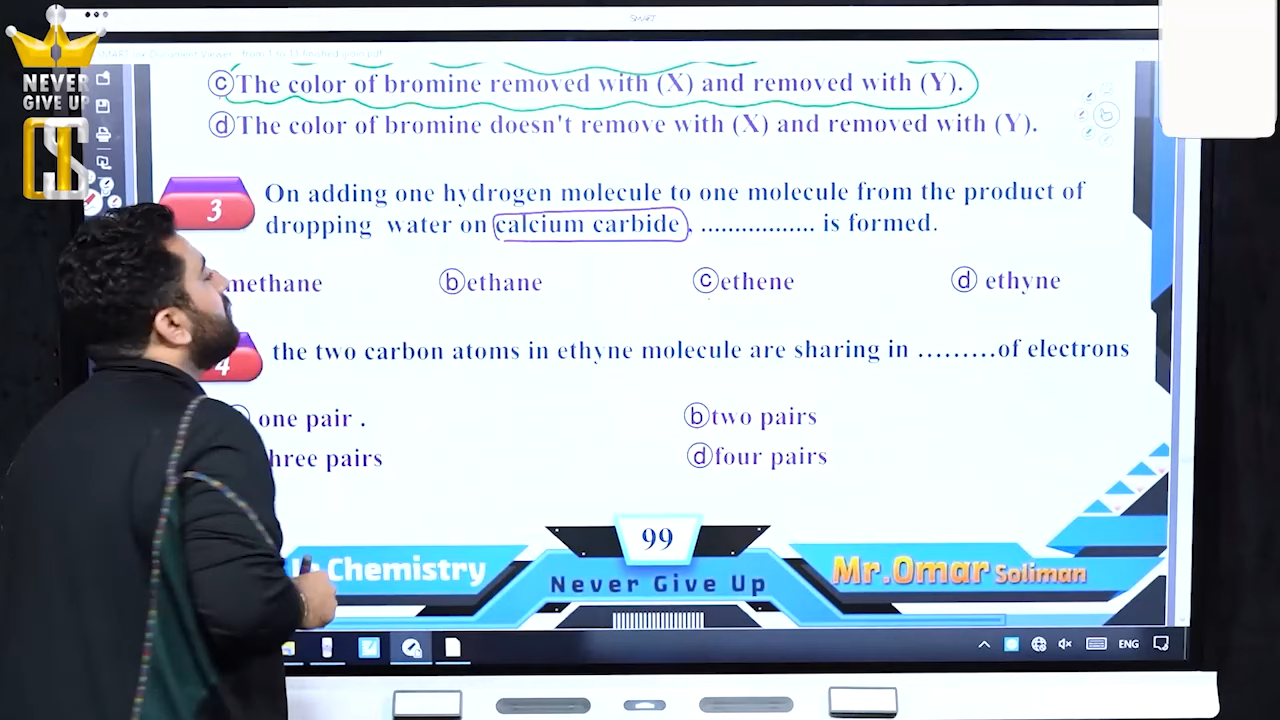 SMART
NEVER
GIVE UP
ⓒThe color of bromine removed with (X) and removed with (Y).
ⓓThe color of bromine doesn't remove with (X) and removed with (Y).
3
On adding one hydrogen molecule to one molecule from the product of
dropping water on calcium carbide. ................. is formed.
methane ⓑethane ⓒethene ⓓ ethyne
4
the two carbon atoms in ethyne molecule are sharing in .........of electrons
one pair . ⓑtwo pairs
hree pairs ⓓfour pairs
99
Chemistry
Never Give Up
Mr.Omar Soliman
ENG